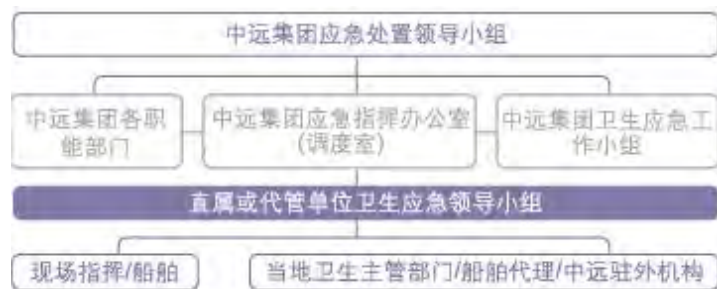 中远集团应急处置领导小组
中远集团各职
能部门
中远集团应急指挥办公室
(调度室)
中远集团卫生应急工
作小组
直属或代管单位卫生应急领导小组
现场指挥/船舶
当地卫生主管部门/船舶代理/中远驻外机构